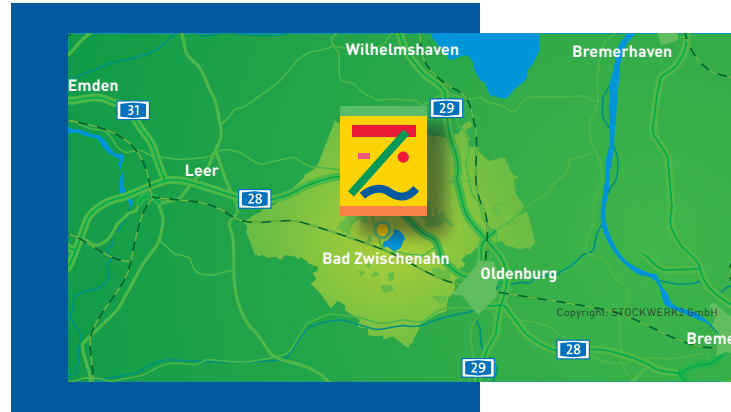 Wilhelmshaven
Bremerhaven
Emden
31
29
Leer
28
Bad Zwischenahn
Oldenburg
Copyright: STOCKWERK2 GmbH
Breme
28
29